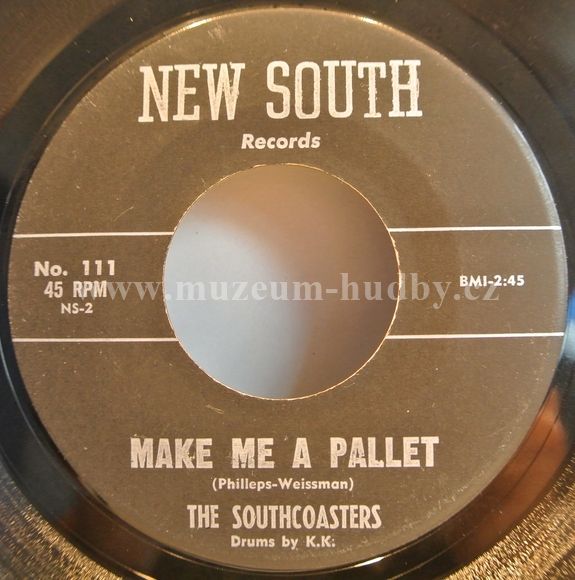 NEW SOUTH
Records
No. 111
45 RPM
NS-2
BMI-2:45
www.muzeum-hudby.cz
MAKE ME A PALLET
(Philleps-Weissman)
THE SOUTHCOASTERS
Drums by K.K: